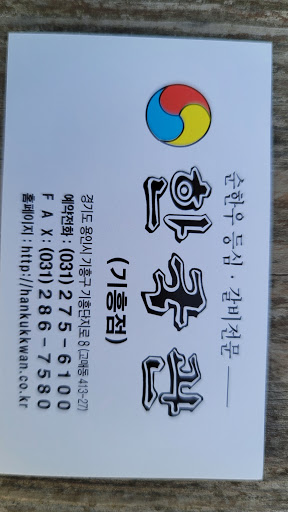 순한우 등심 · 갈비전문
한국관
(기흥점)
경기도 용인시 기흥구 기흥단지로 8 (고매동 413-27)
예약전화 : (031) 275-6100
F A X : (031) 286-7580
홈페이지 : http://hankukkwan.co.kr